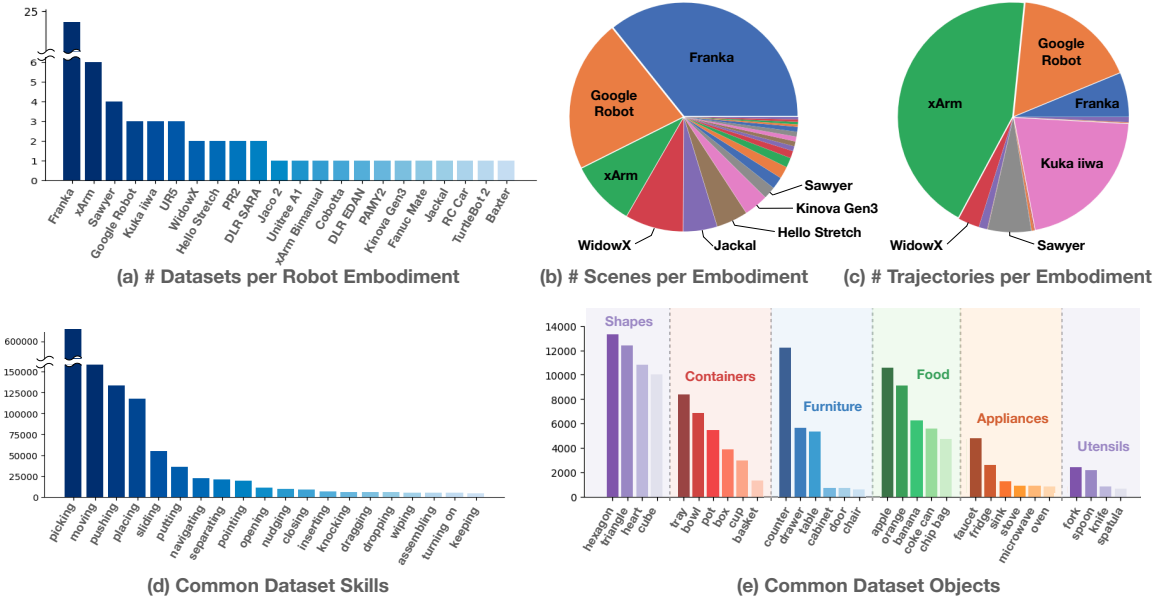 25
6
5
4
3
2
1
0
Franka
xArm
Sawyer
Google Robot
Kuka iiwa
UR5
WidowX
Hello Stretch
PR2
DLR SARA
Jaco 2
Unitree A1
xArm Bimanual
Cobotta
DLR EDAN
PAMY2
Kinova Gen3
Fanuc Mate
Jackal
RC Car
TurtleBot 2
Baxter
(a) # Datasets per Robot Embodiment
Franka
Google
Robot
xArm
WidowX
Jackal
Hello Stretch
Kinova Gen3
Sawyer
(b) # Scenes per Embodiment
xArm
Google
Robot
Franka
Kuka iiwa
WidowX
Sawyer
(c) # Trajectories per Embodiment
600000
150000
125000
100000
75000
50000
25000
0
picking
moving
pushing
placing
sliding
putting
navigating
separating
pointing
opening
nudging
closing
inserting
knocking
dragging
dropping
wiping
assembling
turning on
keeping
(d) Common Dataset Skills
14000
12000
10000
8000
6000
4000
2000
0
Shapes
Containers
Furniture
Food
Appliances
Utensils
hexagon
triangle
heart
cube
tray
bowl
pot
box
cup
basket
counter
drawer
table
cabinet
door
chair
apple
orange
banana
coke can
chip bag
faucet
fridge
sink
stove
microwave
oven
fork
spoon
knife
spatula
(e) Common Dataset Objects